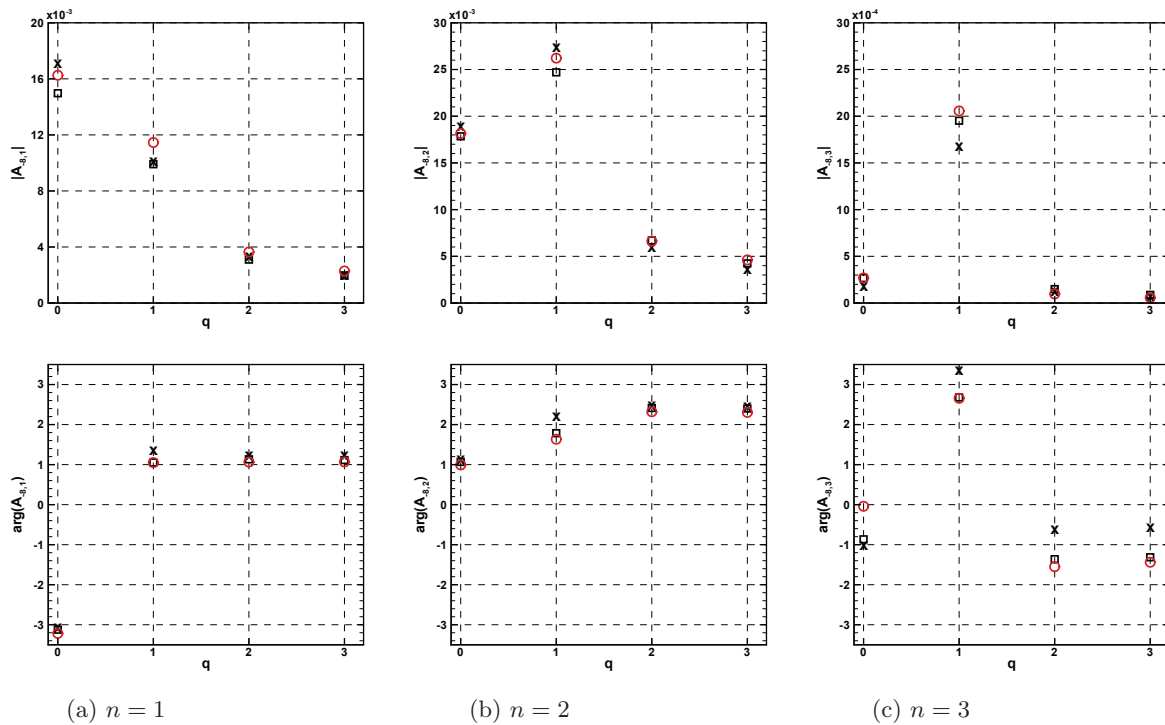 x10⁻³
20
16
12
8
4
0
|A₋₈,₁|
0 1 2 3
q
x10⁻³
30
25
20
15
10
5
0
|A₋₈,₂|
0 1 2 3
q
x10⁻⁴
30
25
20
15
10
5
0
|A₋₈,₃|
0 1 2 3
q
3
2
1
0
-1
-2
-3
arg(A₋₈,₁)
0 1 2 3
q
3
2
1
0
-1
-2
-3
arg(A₋₈,₂)
0 1 2 3
q
3
2
1
0
-1
-2
-3
arg(A₋₈,₃)
0 1 2 3
q
(a) n = 1
(b) n = 2
(c) n = 3